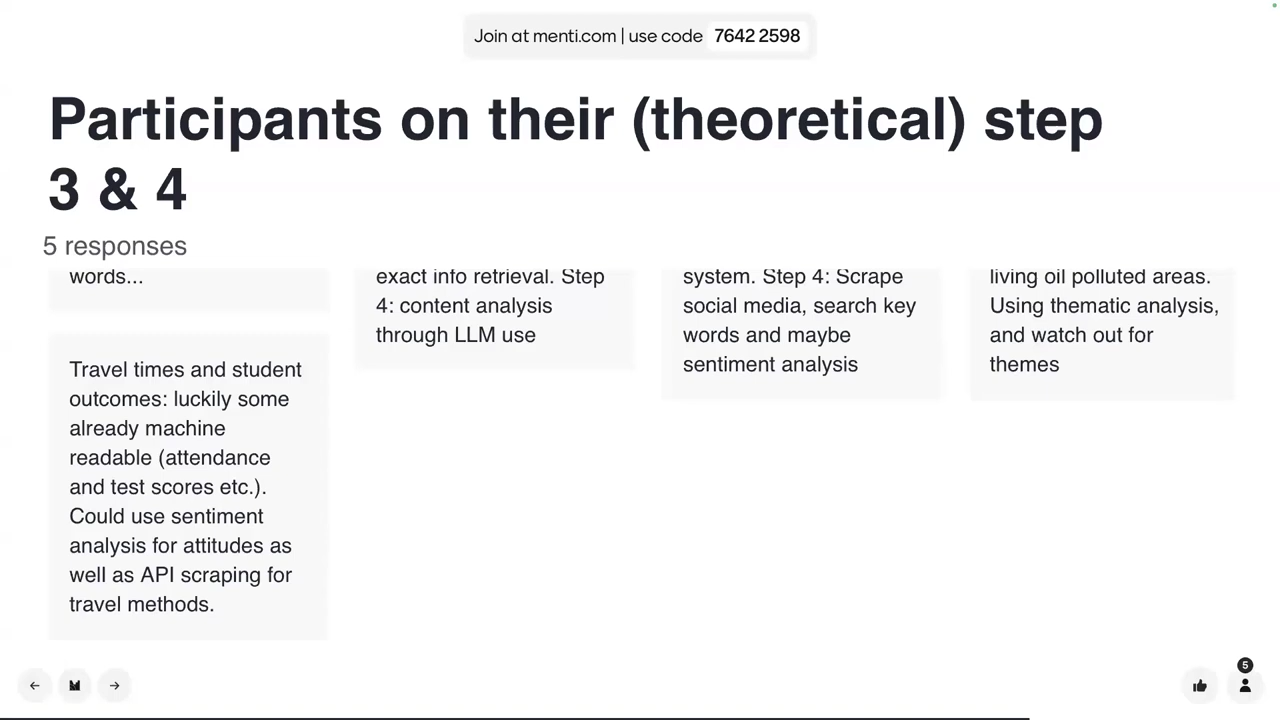 Join at menti.com | use code 7642 2598
Participants on their (theoretical) step
3 & 4
5 responses
words...
Travel times and student
outcomes: luckily some
already machine
readable (attendance
and test scores etc.).
Could use sentiment
analysis for attitudes as
well as API scraping for
travel methods.
exact info retrieval. Step
4: content analysis
through LLM use
system. Step 4: Scrape
social media, search key
words and maybe
sentiment analysis
living oil polluted areas.
Using thematic analysis,
and watch out for
themes
5